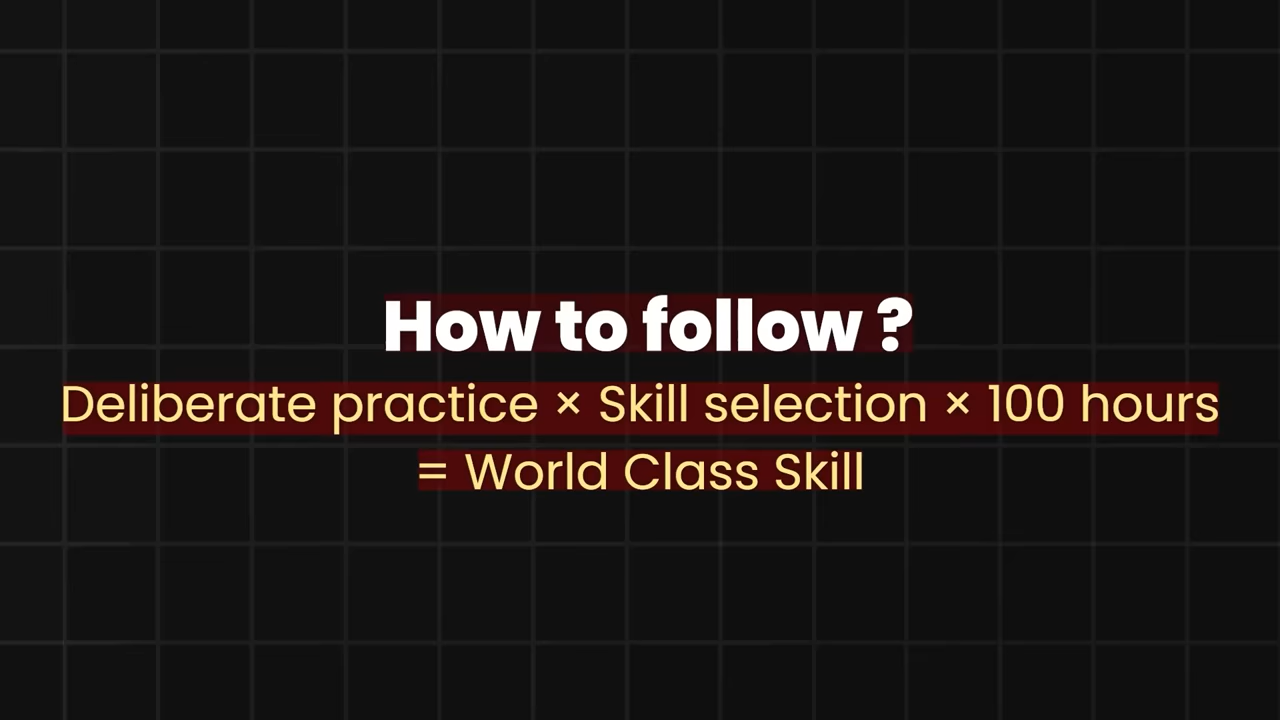 How to follow ?
Deliberate practice × Skill selection × 100 hours
= World Class Skill